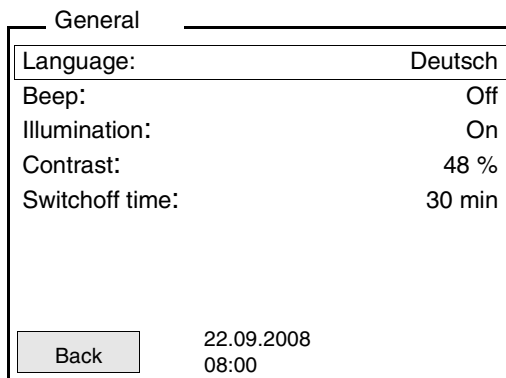 General
Language: Deutsch
Beep: Off
Illumination: On
Contrast: 48 %
Switchoff time: 30 min
Back
22.09.2008
08:00